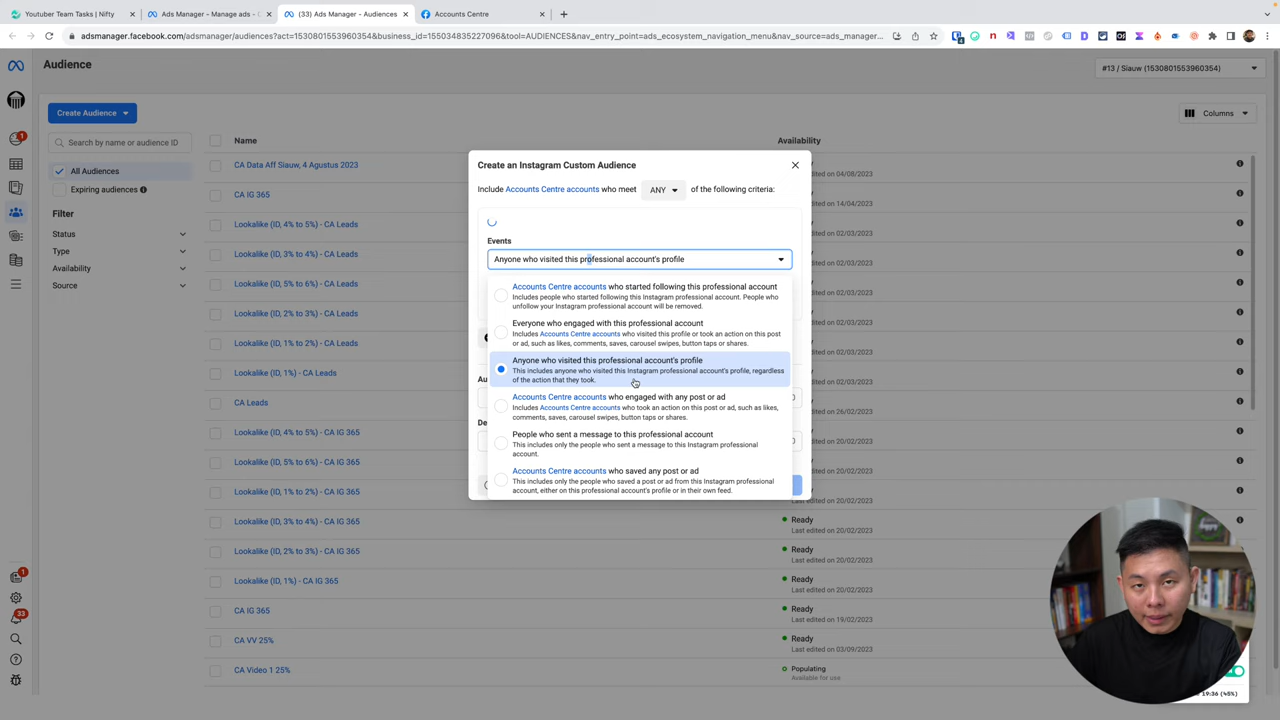 Youtuber Team Tasks | Nifty
Ads Manager - Manage ads - C
(33) Ads Manager - Audiences
Accounts Centre
adsmanager.facebook.com/adsmanager/audiences?act=1530801553960354&business_id=155034835227096&tool=AUDIENCES&nav_entry_point=ads_ecosystem_navigation_menu&nav_source=ads_manager...
Audience
#13 / Siauw (1530801553960354)
Create Audience
Columns
Search by name or audience ID
Name
Availability
All Audiences
Expiring audiences
Filter
Status
Type
Availability
Source
CA Data Aff Siauw, 4 Agustus 2023
edited on 04/08/2023
CA IG 365
edited on 14/04/2023
Lookalike (ID, 4% to 5%) - CA Leads
edited on 02/03/2023
Lookalike (ID, 3% to 4%) - CA Leads
edited on 02/03/2023
Lookalike (ID, 5% to 6%) - CA Leads
edited on 02/03/2023
Lookalike (ID, 2% to 3%) - CA Leads
edited on 02/03/2023
Lookalike (ID, 1% to 2%) - CA Leads
edited on 02/03/2023
Lookalike (ID, 1%) - CA Leads
edited on 02/03/2023
CA Leads
edited on 26/02/2023
Lookalike (ID, 4% to 5%) - CA IG 365
edited on 20/02/2023
Lookalike (ID, 5% to 6%) - CA IG 365
edited on 20/02/2023
Lookalike (ID, 1% to 2%) - CA IG 365
edited on 20/02/2023
Lookalike (ID, 3% to 4%) - CA IG 365
Ready
Last edited on 20/02/2023
Lookalike (ID, 2% to 3%) - CA IG 365
Ready
Last edited on 20/02/2023
Lookalike (ID, 1%) - CA IG 365
Ready
Last edited on 20/02/2023
CA IG 365
Ready
Last edited on 19/02/2023
CA VV 25%
Ready
Last edited on 03/09/2023
CA Video 1 25%
Populating
Available for use
Create an Instagram Custom Audience
Include Accounts Centre accounts who meet ANY of the following criteria:
Events
Anyone who visited this professional account's profile
Accounts Centre accounts who started following this professional account
Includes people who started following this Instagram professional account. People who
unfollow your Instagram professional account will be removed.
Everyone who engaged with this professional account
Includes Accounts Centre accounts who visited this profile or took an action on this post
or ad, such as likes, comments, saves, carousel swipes, button taps or shares.
Anyone who visited this professional account's profile
This includes anyone who visited this Instagram professional account's profile, regardless
of the action that they took.
Accounts Centre accounts who engaged with any post or ad
Includes Accounts Centre accounts who took an action on this post or ad, such as likes,
comments, saves, carousel swipes, button taps or shares.
People who sent a message to this professional account
This includes only the people who sent a message to this Instagram professional
account.
Accounts Centre accounts who saved any post or ad
This includes only the people who saved a post or ad from this Instagram professional
account, either on this professional account's profile or in their own feed.
Au
De
1
1
33
19:36 (45%)